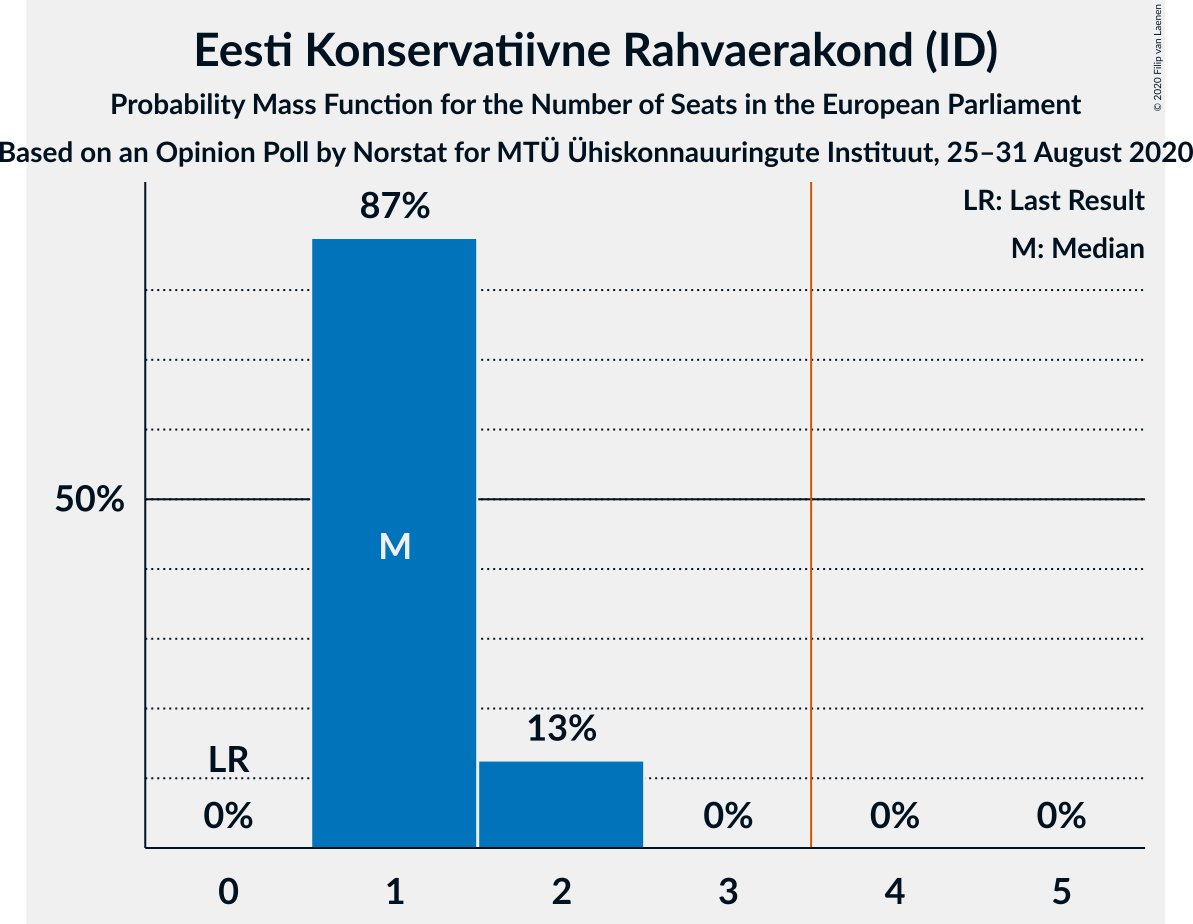 Eesti Konservatiivne Rahvaerakond (ID)
Probability Mass Function for the Number of Seats in the European Parliament
Based on an Opinion Poll by Norstat for MTÜ Ühiskonnauuringute Instituut, 25–31 August 2020
© 2020 Filip van Laenen
LR: Last Result
M: Median
87%
50%
M
13%
LR
0%
0%
0%
0%
0
1
2
3
4
5